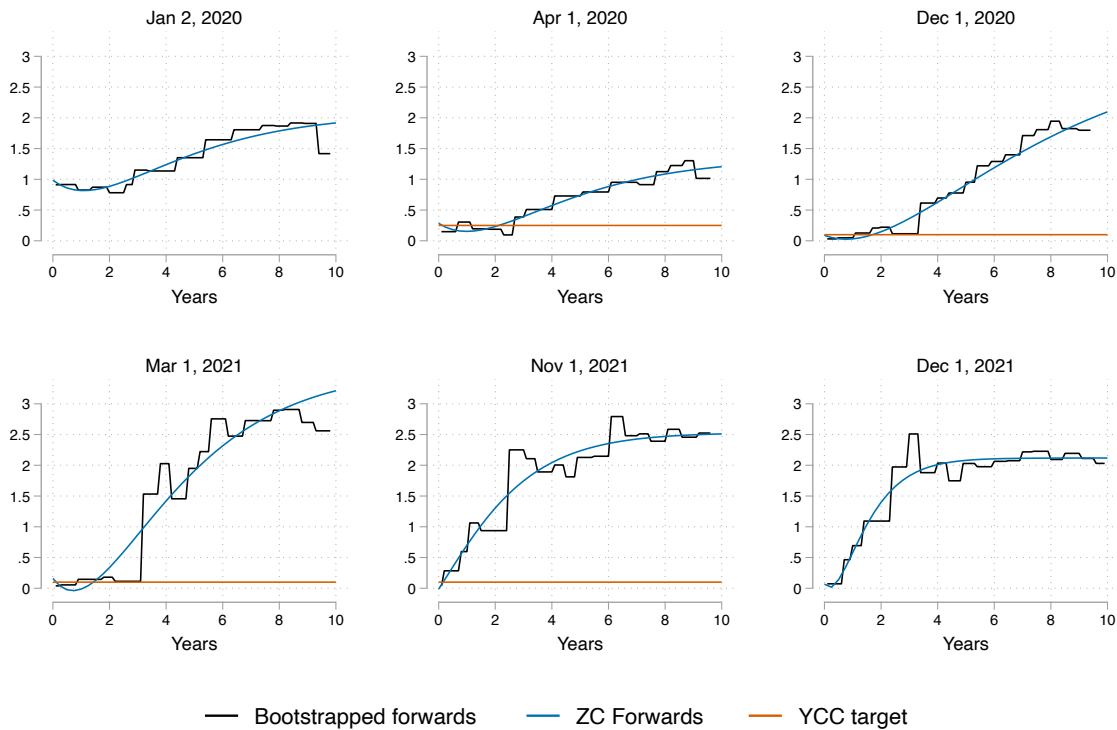 Jan 2, 2020
Apr 1, 2020
Dec 1, 2020
3
2.5
2
1.5
1
.5
0
0 2 4 6 8 10
Years
3
2.5
2
1.5
1
.5
0
0 2 4 6 8 10
Years
3
2.5
2
1.5
1
.5
0
0 2 4 6 8 10
Years
Mar 1, 2021
Nov 1, 2021
Dec 1, 2021
3
2.5
2
1.5
1
.5
0
0 2 4 6 8 10
Years
3
2.5
2
1.5
1
.5
0
0 2 4 6 8 10
Years
3
2.5
2
1.5
1
.5
0
0 2 4 6 8 10
Years
Bootstrapped forwards ZC Forwards YCC target